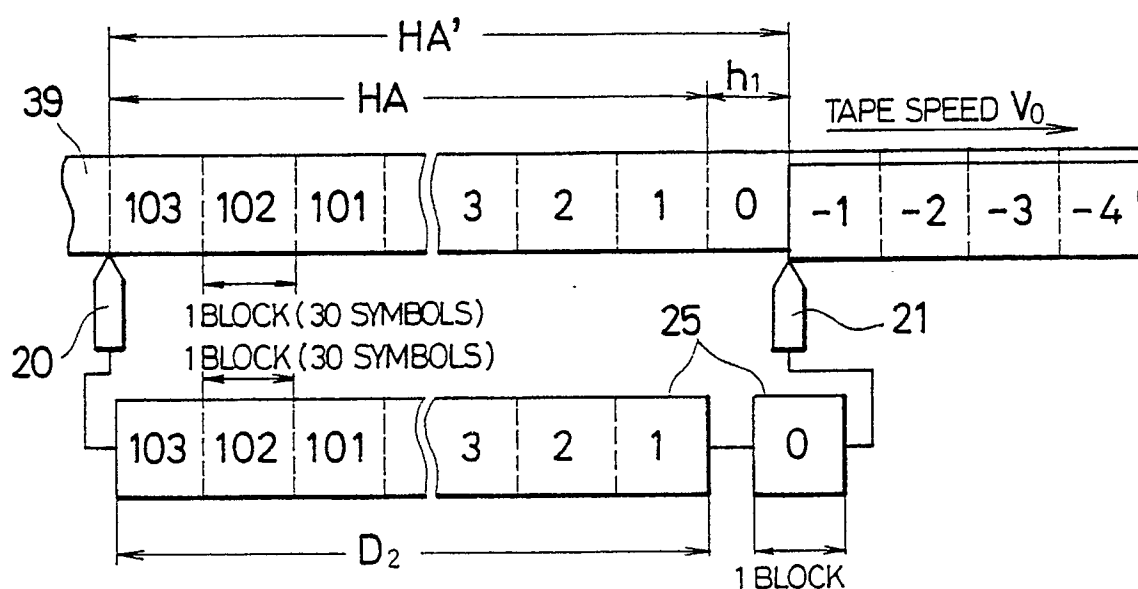 HA'
HA
h₁
39
TAPE SPEED V₀
103 102 101 3 2 1 0 -1 -2 -3 -4
20
1 BLOCK (30 SYMBOLS)
21
1 BLOCK (30 SYMBOLS)
25
103 102 101 3 2 1 0
D₂
1 BLOCK